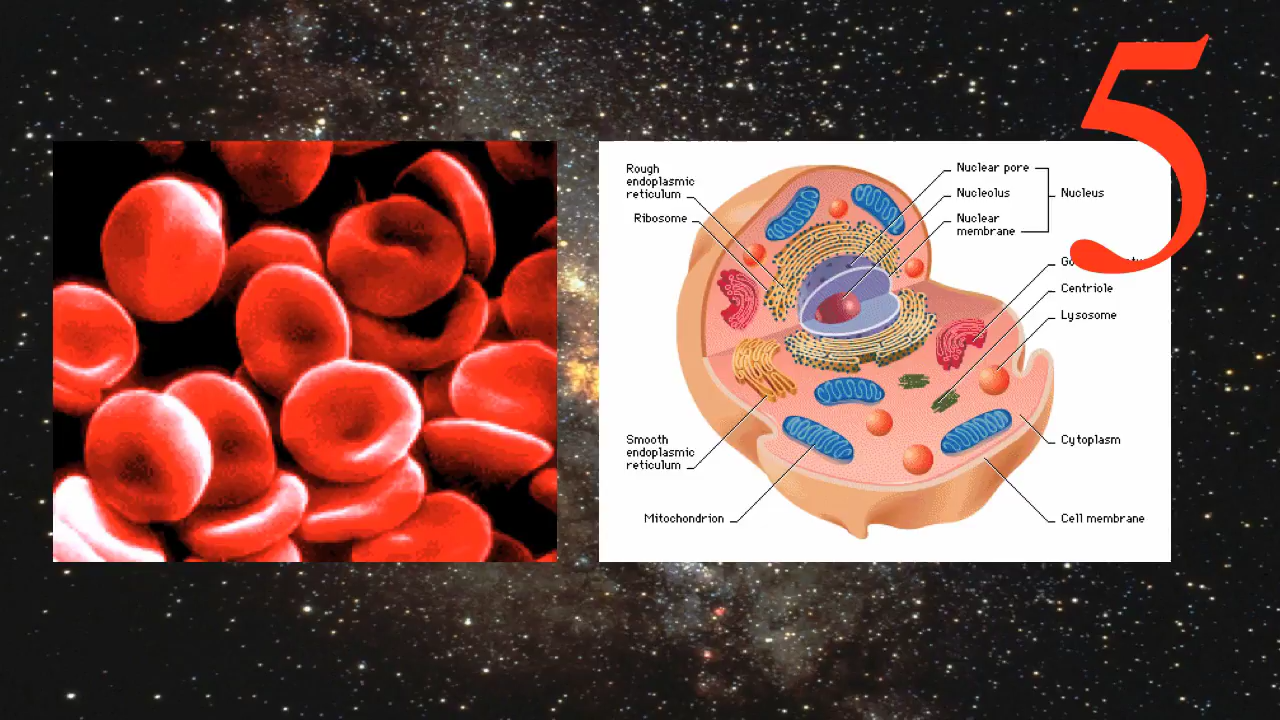 5
Rough
endoplasmic
reticulum
Ribosome
Nuclear pore
Nucleolus
Nuclear
membrane
Nucleus
Centriole
Lysosome
Smooth
endoplasmic
reticulum
Mitochondrion
Cytoplasm
Cell membrane